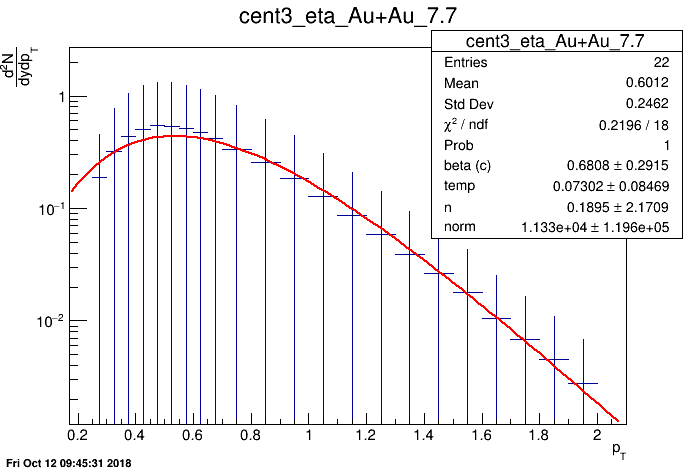 cent3_eta_Au+Au_7.7
cent3_eta_Au+Au_7.7
Entries 22
Mean 0.6012
Std Dev 0.2462
χ² / ndf 0.2196 / 18
Prob 1
beta (c) 0.6808 ± 0.2915
temp 0.07302 ± 0.08469
n 0.1895 ± 2.1709
norm 1.133e+04 ± 1.196e+05
d²N
dydp_T
1
10⁻¹
10⁻²
0.2 0.4 0.6 0.8 1 1.2 1.4 1.6 1.8 2
p_T
Fri Oct 12 09:45:31 2018